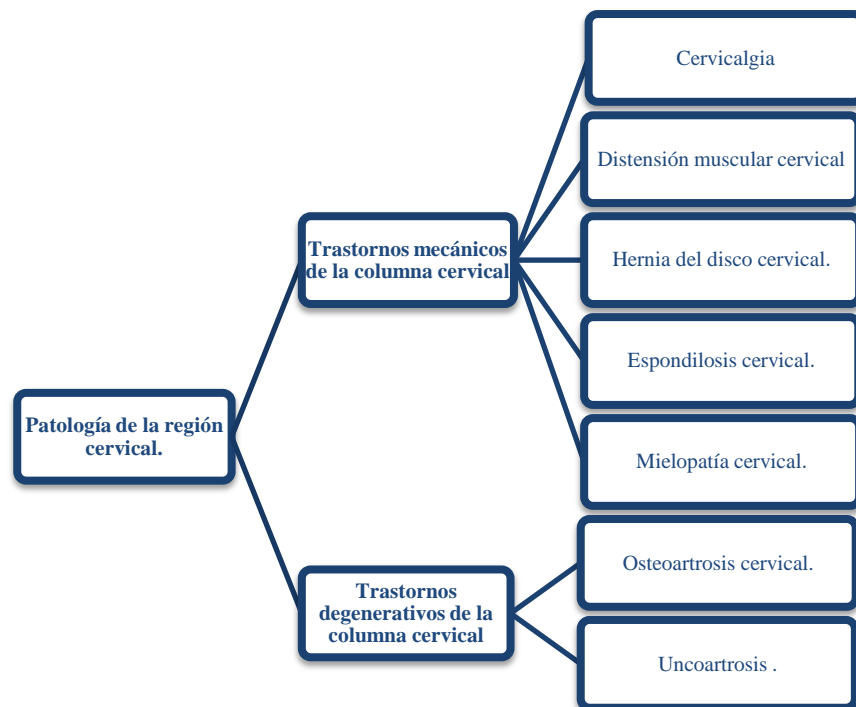 Patología de la región
cervical.
Trastornos mecánicos
de la columna cervical
Cervicalgia
Distensión muscular cervical
Hernia del disco cervical.
Espondilosis cervical.
Mielopatía cervical.
Trastornos
degenerativos de la
columna cervical
Osteoartrosis cervical.
Uncoartrosis .